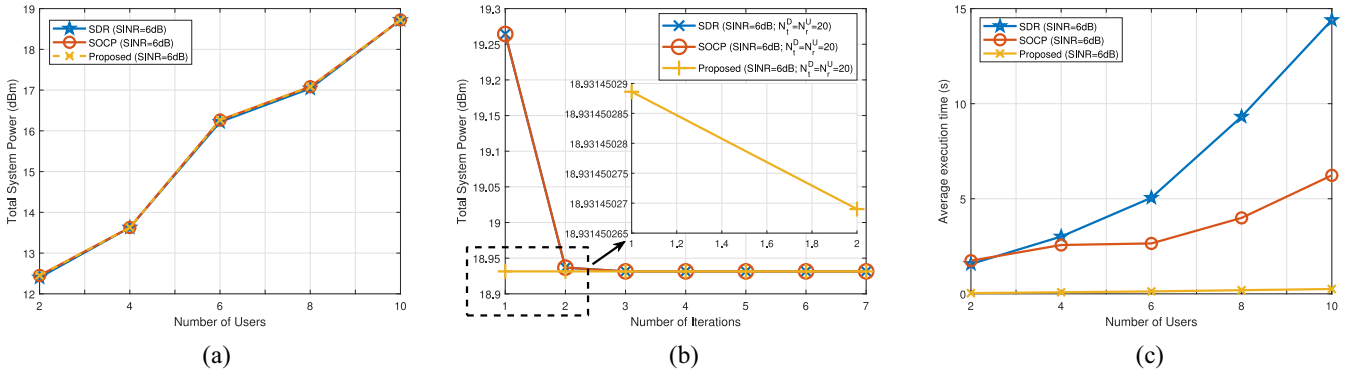 19
18
17
16
15
14
13
12
2
4
6
8
10
Total System Power (dBm)
Number of Users
SDR (SINR=6dB)
SOCP (SINR=6dB)
Proposed (SINR=6dB)
(a)
19.3
19.25
19.2
19.15
19.1
19.05
19
18.95
18.9
1
2
3
4
5
6
7
Total System Power (dBm)
Number of Iterations
SDR (SINR=6dB; N_t^D=N_r^U=20)
SOCP (SINR=6dB; N_t^D=N_r^U=20)
Proposed (SINR=6dB; N_t^D=N_r^U=20)
18.93145029
18.931450285
18.93145028
18.931450275
18.93145027
18.931450265
1
1.2
1.4
1.6
1.8
2
(b)
15
10
5
0
2
4
6
8
10
Average execution time (s)
Number of Users
SDR (SINR=6dB)
SOCP (SINR=6dB)
Proposed (SINR=6dB)
(c)